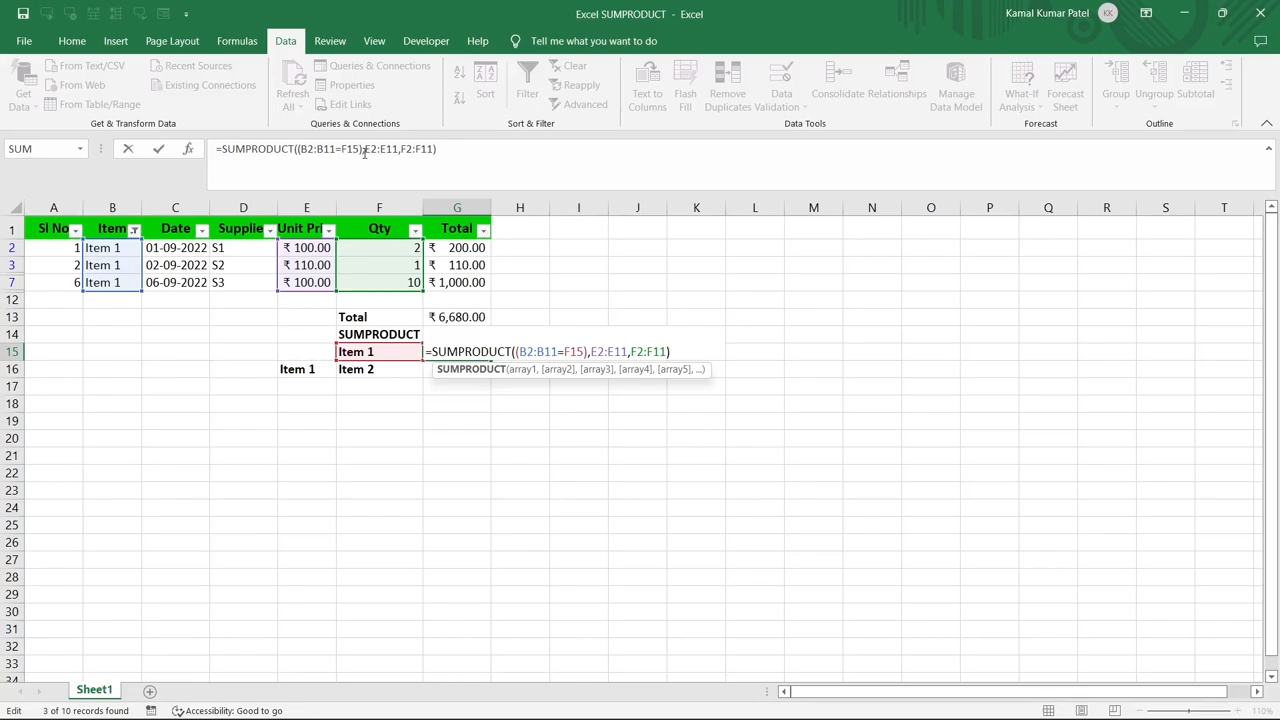 Excel SUMPRODUCT - Excel
Kamal Kumar Patel KK
File Home Insert Page Layout Formulas Data Review View Developer Help Tell me what you want to do
Get Data
From Text/CSV
From Web
From Table/Range
Recent Sources
Existing Connections
Get & Transform Data
Refresh All
Queries & Connections
Properties
Edit Links
Queries & Connections
Sort
Filter
Clear
Reapply
Advanced
Sort & Filter
Text to Columns
Flash Fill
Remove Duplicates
Data Validation
Consolidate
Relationships
Manage Data Model
Data Tools
What-If Analysis
Forecast Sheet
Forecast
Group
Ungroup
Subtotal
Outline
SUM
fx
=SUMPRODUCT((B2:B11=F15),E2:E11,F2:F11)
A B C D E F G H I J K L M N O P Q R S T
1 Sl No Item Date Supplie Unit Pri Qty Total
2 1 Item 1 01-09-2022 S1 ₹ 100.00 2 ₹ 200.00
3 2 Item 1 02-09-2022 S2 ₹ 110.00 1 ₹ 110.00
7 6 Item 1 06-09-2022 S3 ₹ 100.00 10 ₹ 1,000.00
12
13 Total ₹ 6,680.00
14 SUMPRODUCT
15 Item 1 =SUMPRODUCT((B2:B11=F15),E2:E11,F2:F11)
16 Item 1 Item 2 SUMPRODUCT(array1, [array2], [array3], [array4], [array5], ...)
17
18
19
20
21
22
23
24
25
26
27
28
29
30
31
32
33
34
Sheet1
Edit 3 of 10 records found Accessibility: Good to go 110%